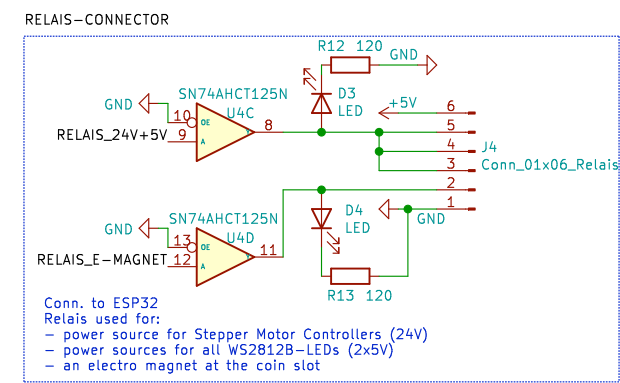 RELAIS-CONNECTOR
R12 120
GND
SN74AHCT125N
D3
LED
GND
10
OE
U4C
+5V
6
RELAIS_24V+5V
9
A
8
5
J4
4
Conn_01x06_Relais
3
SN74AHCT125N
2
D4
LED
1
GND
GND
13
OE
U4D
RELAIS_E-MAGNET
12
A
11
R13 120
Conn. to ESP32
Relais used for:
- power source for Stepper Motor Controllers (24V)
- power sources for all WS2812B-LEDs (2x5V)
- an electro magnet at the coin slot